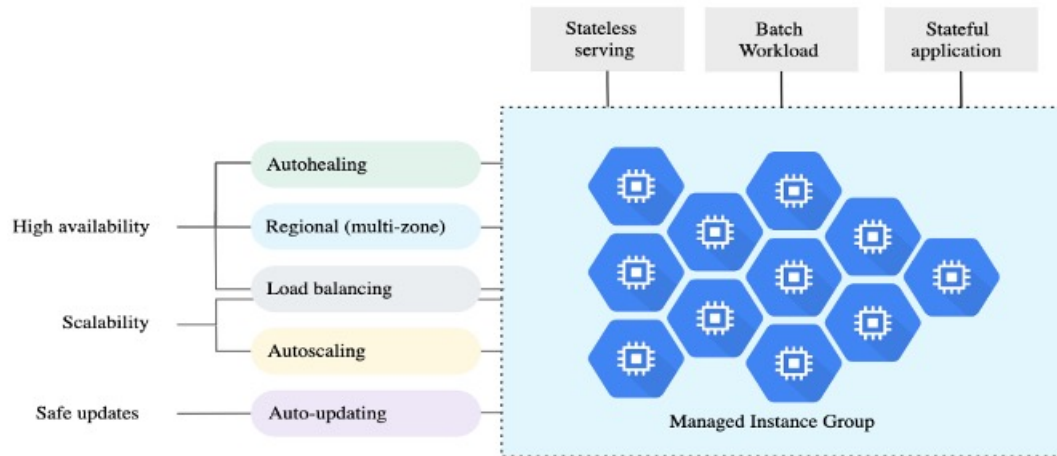 Stateless
serving
Batch
Workload
Stateful
application
Autohealing
High availability
Regional (multi-zone)
Load balancing
Scalability
Autoscaling
Safe updates
Auto-updating
Managed Instance Group